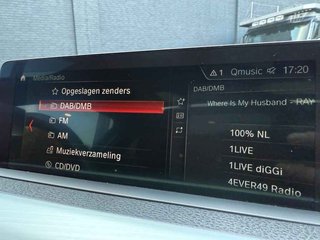 Media/Radio
1 Qmusic 17:20
Opgeslagen zenders
DAB/DMB
FM
AM
Muziekverzameling
CD/DVD
DAB/DMB
Where Is My Husband - RAY
100% NL
1LIVE
1LIVE diGGi
4EVER49 Radio